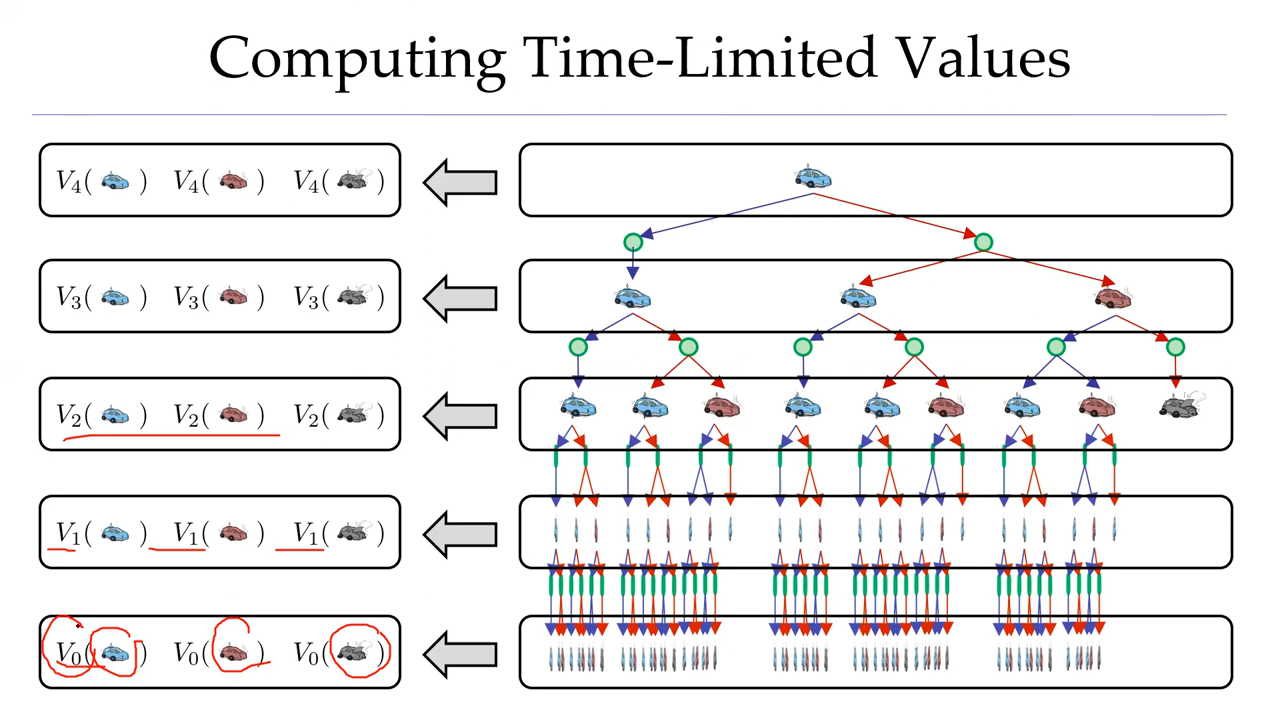 Computing Time-Limited Values
V₄( ) V₄( ) V₄( )
V₃( ) V₃( ) V₃( )
V₂( ) V₂( ) V₂( )
V₁( ) V₁( ) V₁( )
V₀( ) V₀( ) V₀( )